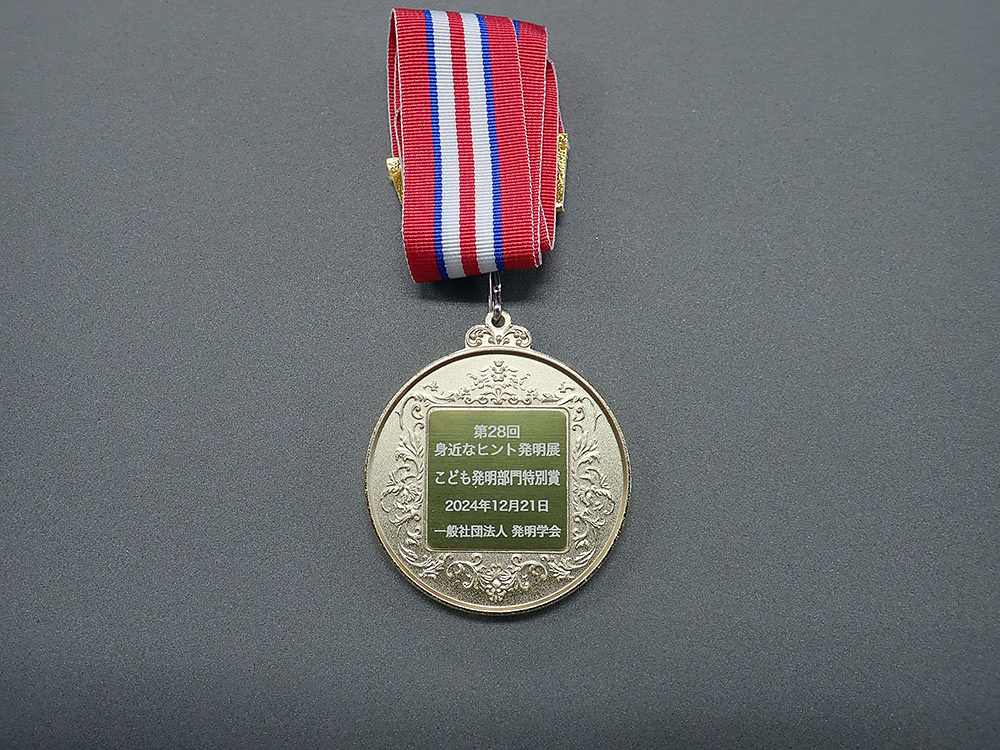 第28回
身近なヒント発明展
こども発明部門特別賞
2024年12月21日
一般社団法人 発明学会